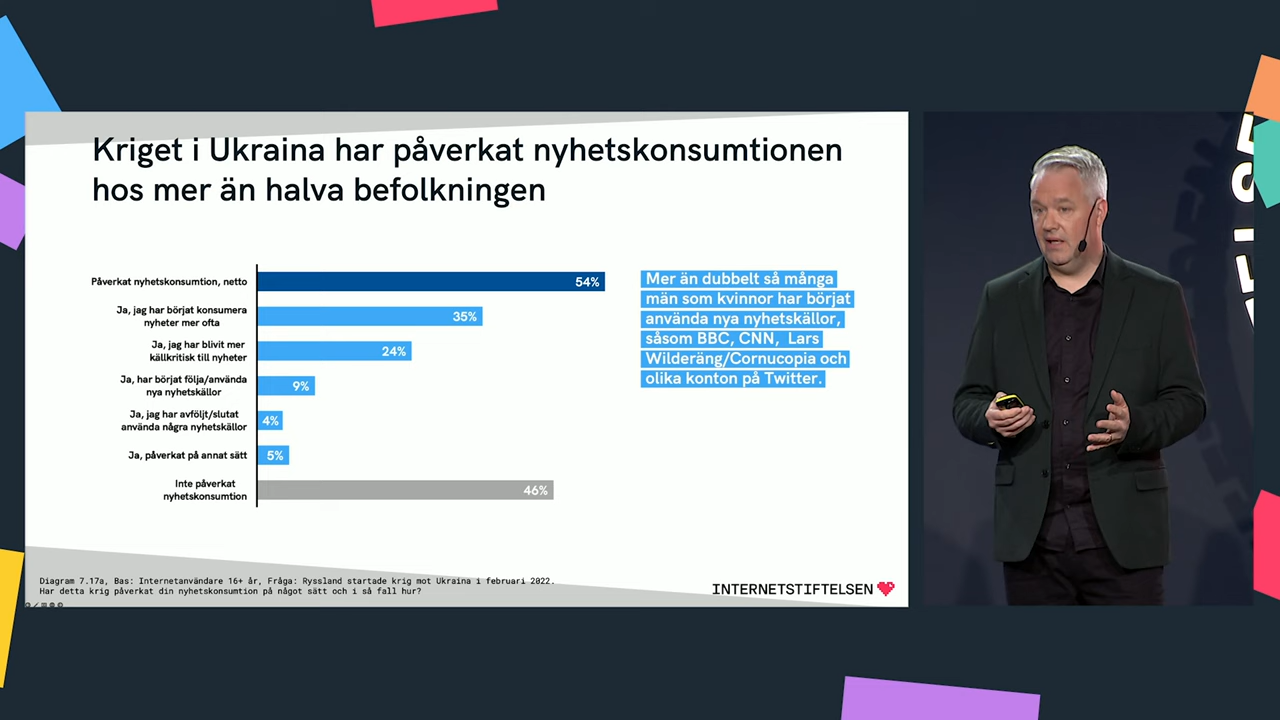 Kriget i Ukraina har påverkat nyhetskonsumtionen
hos mer än halva befolkningen
Påverkat nyhetskonsumtion, netto
54%
Ja, jag har börjat konsumera
nyheter mer ofta
35%
Ja, jag har blivit mer
källkritisk till nyheter
24%
Ja, har börjat följa/använda
nya nyhetskällor
9%
Ja, jag har avföljt/slutat
använda några nyhetskällor
4%
Ja, påverkat på annat sätt
5%
Inte påverkat
nyhetskonsumtion
46%
Mer än dubbelt så många
män som kvinnor har börjat
använda nya nyhetskällor,
såsom BBC, CNN, Lars
Wilderäng/Cornucopia och
olika konton på Twitter.
Diagram 7.17a, Bas: Internetanvändare 16+ år, Fråga: Ryssland startade krig mot Ukraina i februari 2022.
Har detta krig påverkat din nyhetskonsumtion på något sätt och i så fall hur?
INTERNETSTIFTELSEN